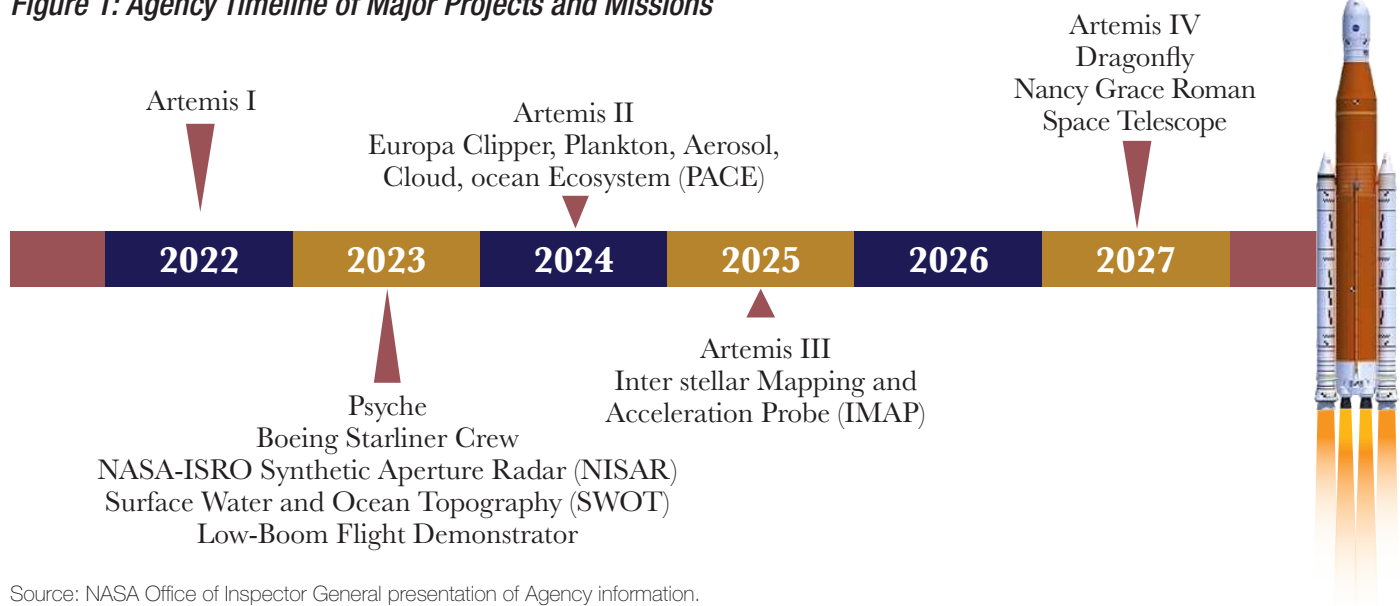 Figure 1: Agency Timeline of Major Projects and Missions
Artemis I
Artemis II
Europa Clipper, Plankton, Aerosol,
Cloud, ocean Ecosystem (PACE)
Artemis IV
Dragonfly
Nancy Grace Roman
Space Telescope
2022
2023
2024
2025
2026
2027
Psyche
Boeing Starliner Crew
NASA-ISRO Synthetic Aperture Radar (NISAR)
Surface Water and Ocean Topography (SWOT)
Low-Boom Flight Demonstrator
Artemis III
Inter stellar Mapping and
Acceleration Probe (IMAP)
Source: NASA Office of Inspector General presentation of Agency information.